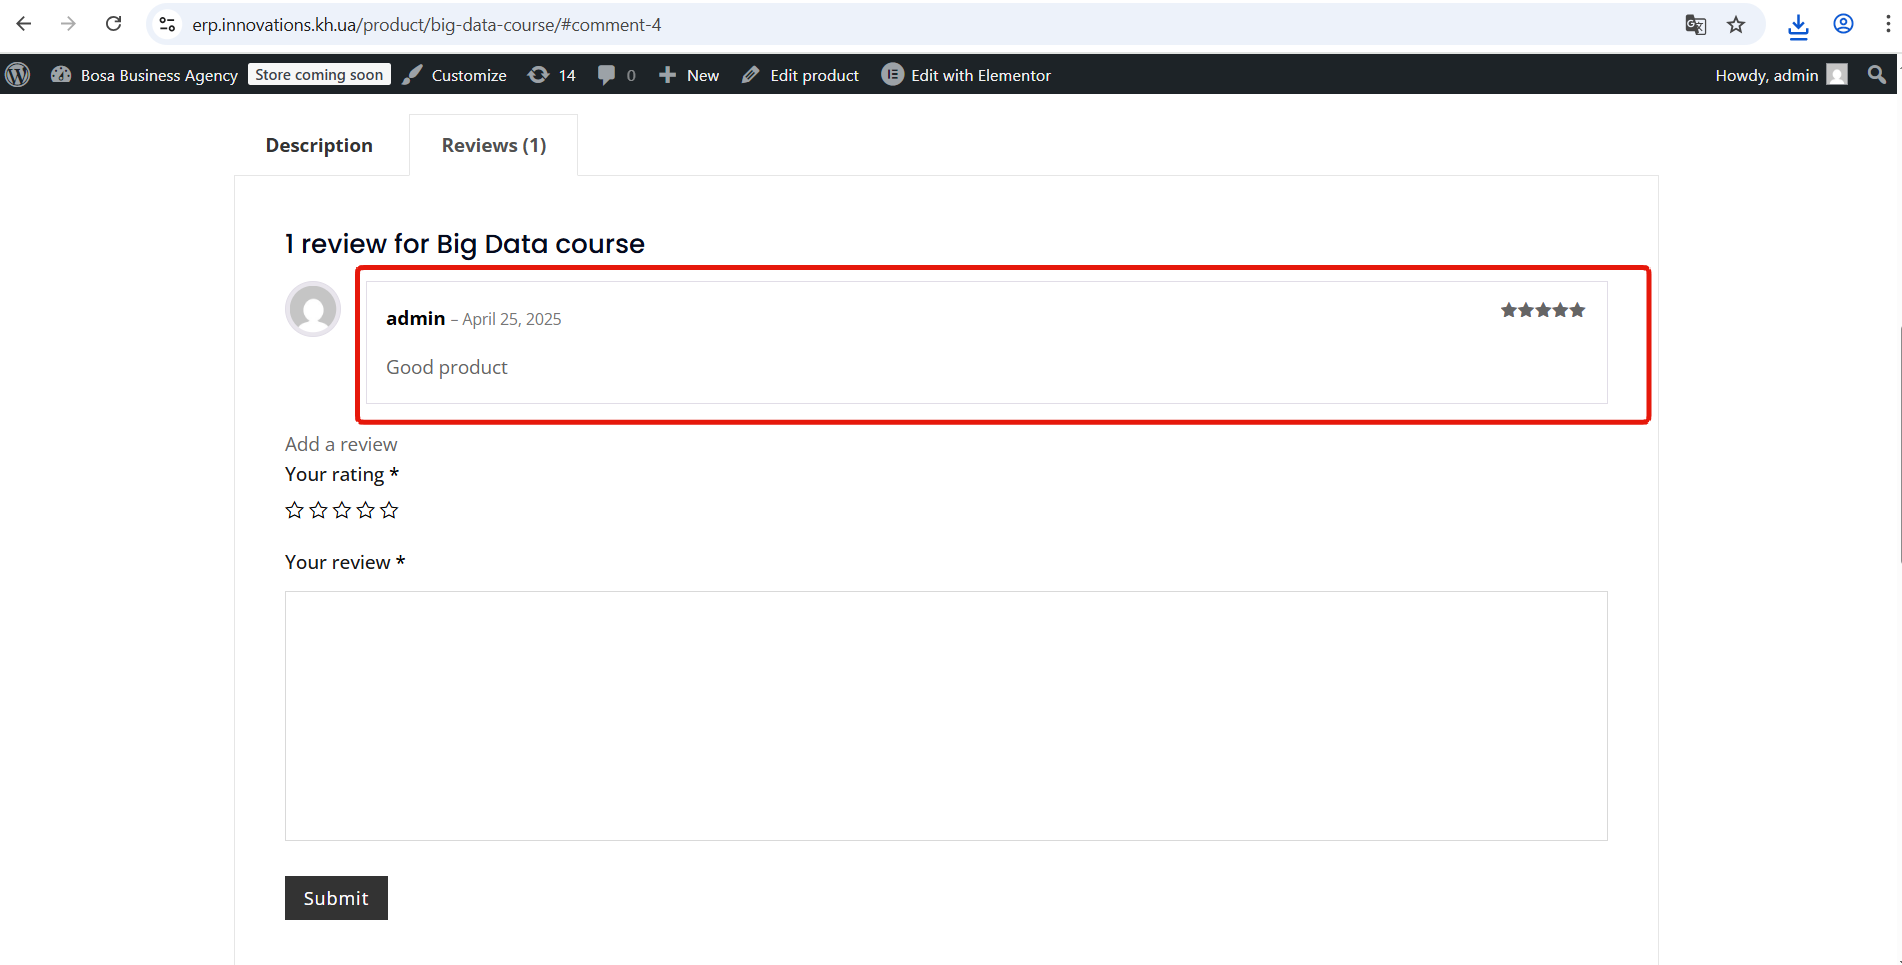 erp.innovations.kh.ua/product/big-data-course/#comment-4
Bosa Business Agency Store coming soon Customize 14 0 New Edit product Edit with Elementor Howdy, admin
Description Reviews (1)
1 review for Big Data course
admin – April 25, 2025
Good product
Add a review
Your rating *
Your review *
Submit